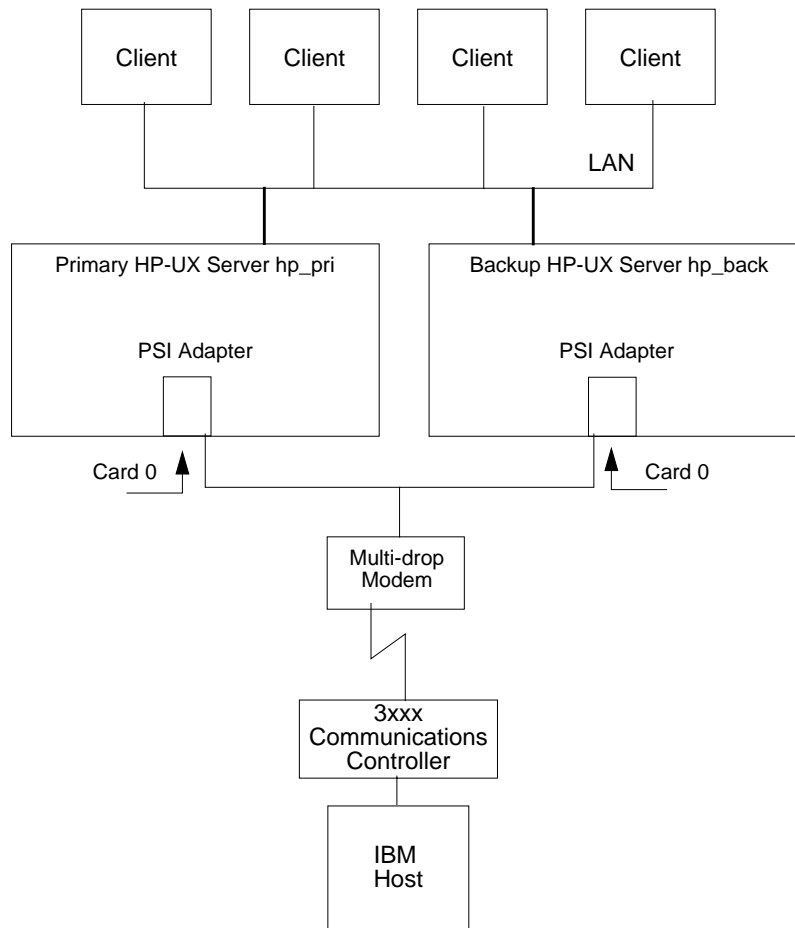 Client Client Client Client
LAN
Primary HP-UX Server hp_pri
Backup HP-UX Server hp_back
PSI Adapter
PSI Adapter
Card 0
Card 0
Multi-drop
Modem
3xxx
Communications
Controller
IBM
Host